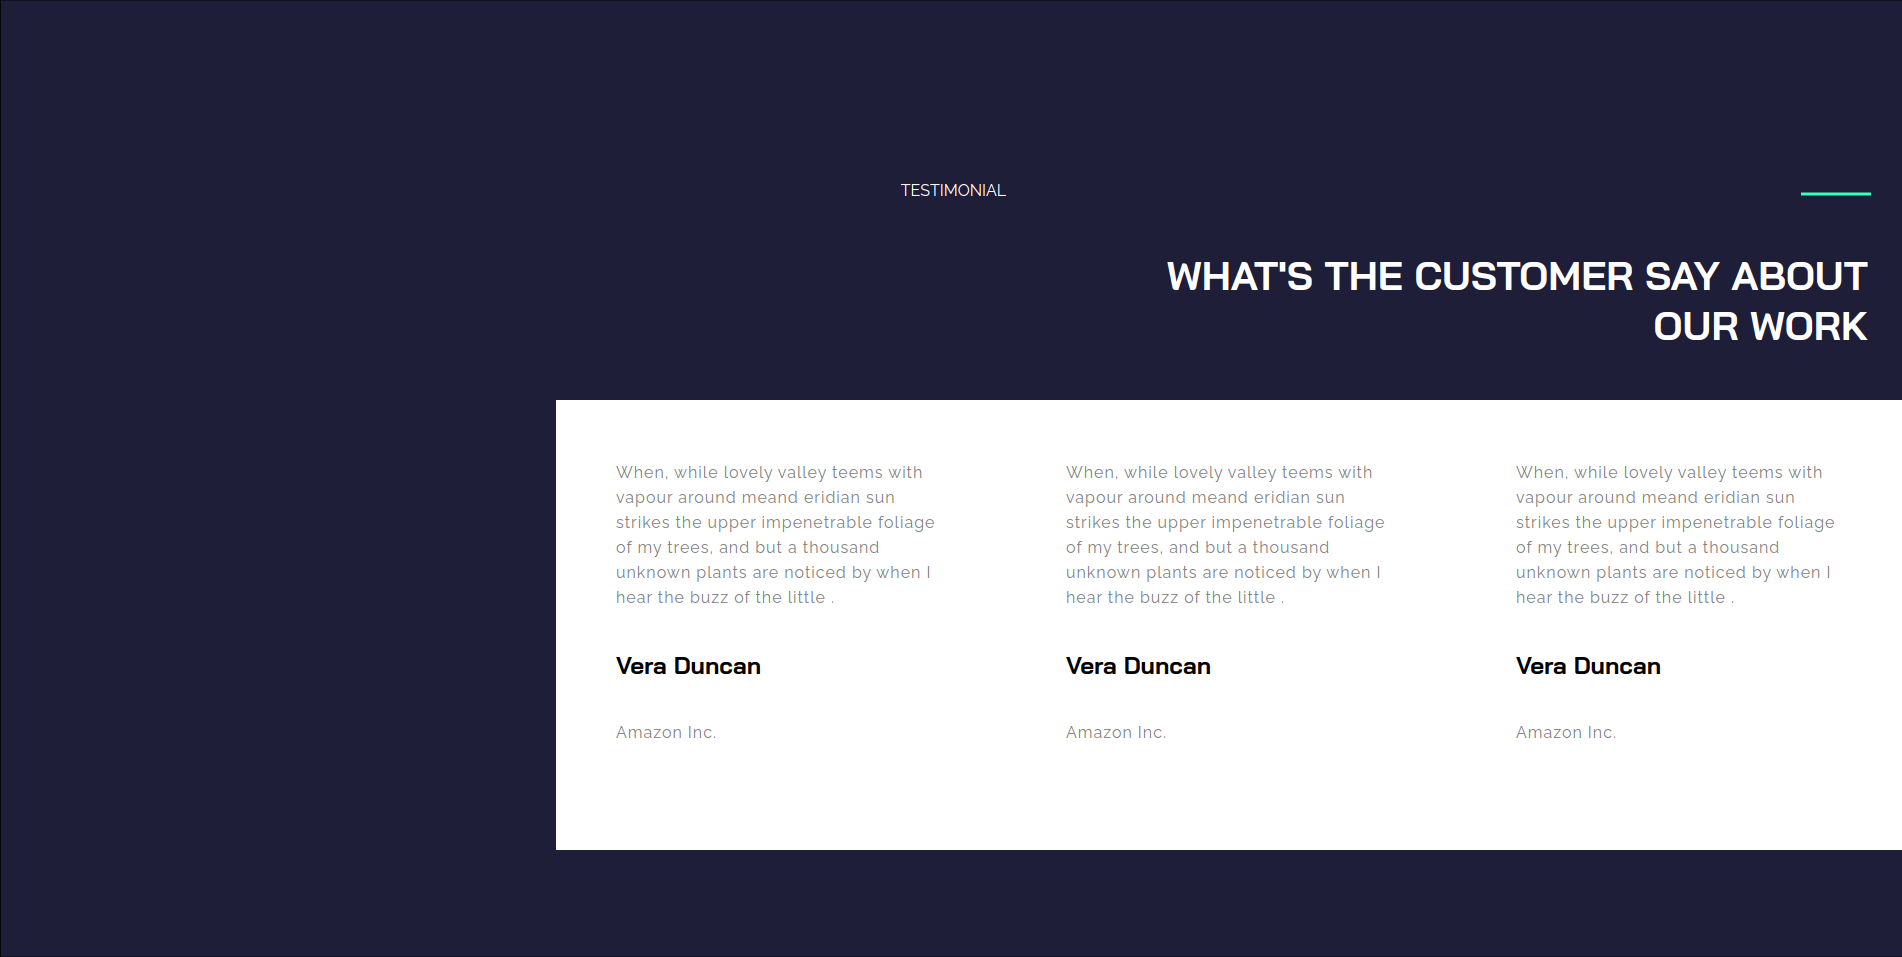 TESTIMONIAL
WHAT'S THE CUSTOMER SAY ABOUT
OUR WORK
When, while lovely valley teems with
vapour around meand eridian sun
strikes the upper impenetrable foliage
of my trees, and but a thousand
unknown plants are noticed by when I
hear the buzz of the little .
Vera Duncan
Amazon Inc.
When, while lovely valley teems with
vapour around meand eridian sun
strikes the upper impenetrable foliage
of my trees, and but a thousand
unknown plants are noticed by when I
hear the buzz of the little .
Vera Duncan
Amazon Inc.
When, while lovely valley teems with
vapour around meand eridian sun
strikes the upper impenetrable foliage
of my trees, and but a thousand
unknown plants are noticed by when I
hear the buzz of the little .
Vera Duncan
Amazon Inc.